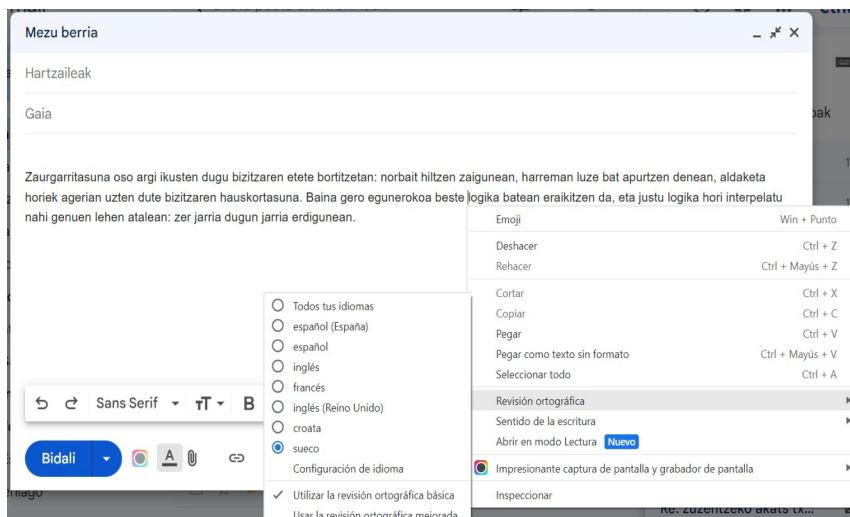 Mezu berria
Hartzaileak
Gaia
Zaurgarritasuna oso argi ikusten dugu bizitzaren etete bortitzetan: norbait hiltzen zaigunean, harreman luze bat apurtzen denean, aldaketa
horiek agerian uzten dute bizitzaren hauskortasuna. Baina gero egunerokoa beste logika batean eraikitzen da, eta justu logika hori interpelatu
nahi genuen lehen atalean: zer jarria dugun jarria erdigunean.
Emoji Win + Punto
Deshacer Ctrl + Z
Rehacer Ctrl + Mayús + Z
Cortar Ctrl + X
Copiar Ctrl + C
Pegar Ctrl + V
Pegar como texto sin formato Ctrl + Mayús + V
Seleccionar todo Ctrl + A
Revisión ortográfica
Sentido de la escritura
Abrir en modo Lectura Nuevo
Impresionante captura de pantalla y grabador de pantalla
Inspeccionar
Todos tus idiomas
español (España)
español
inglés
francés
inglés (Reino Unido)
croata
sueco
Configuración de idioma
Utilizar la revisión ortográfica básica
Usar la revisión ortográfica mejorada
Sans Serif
B
Bidali
A
Re: zuzentzeko akats tx...